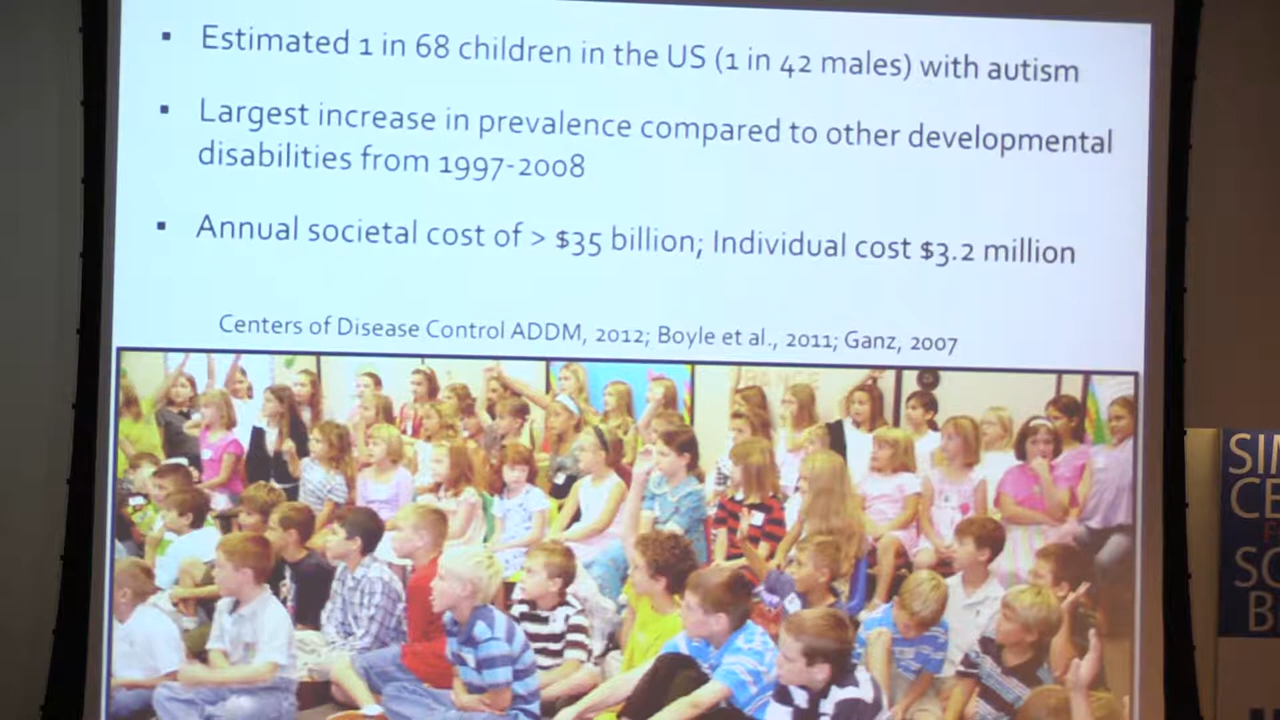 ▪ Estimated 1 in 68 children in the US (1 in 42 males) with autism
▪ Largest increase in prevalence compared to other developmental
disabilities from 1997-2008
▪ Annual societal cost of > $35 billion; Individual cost $3.2 million
Centers of Disease Control ADDM, 2012; Boyle et al., 2011; Ganz, 2007